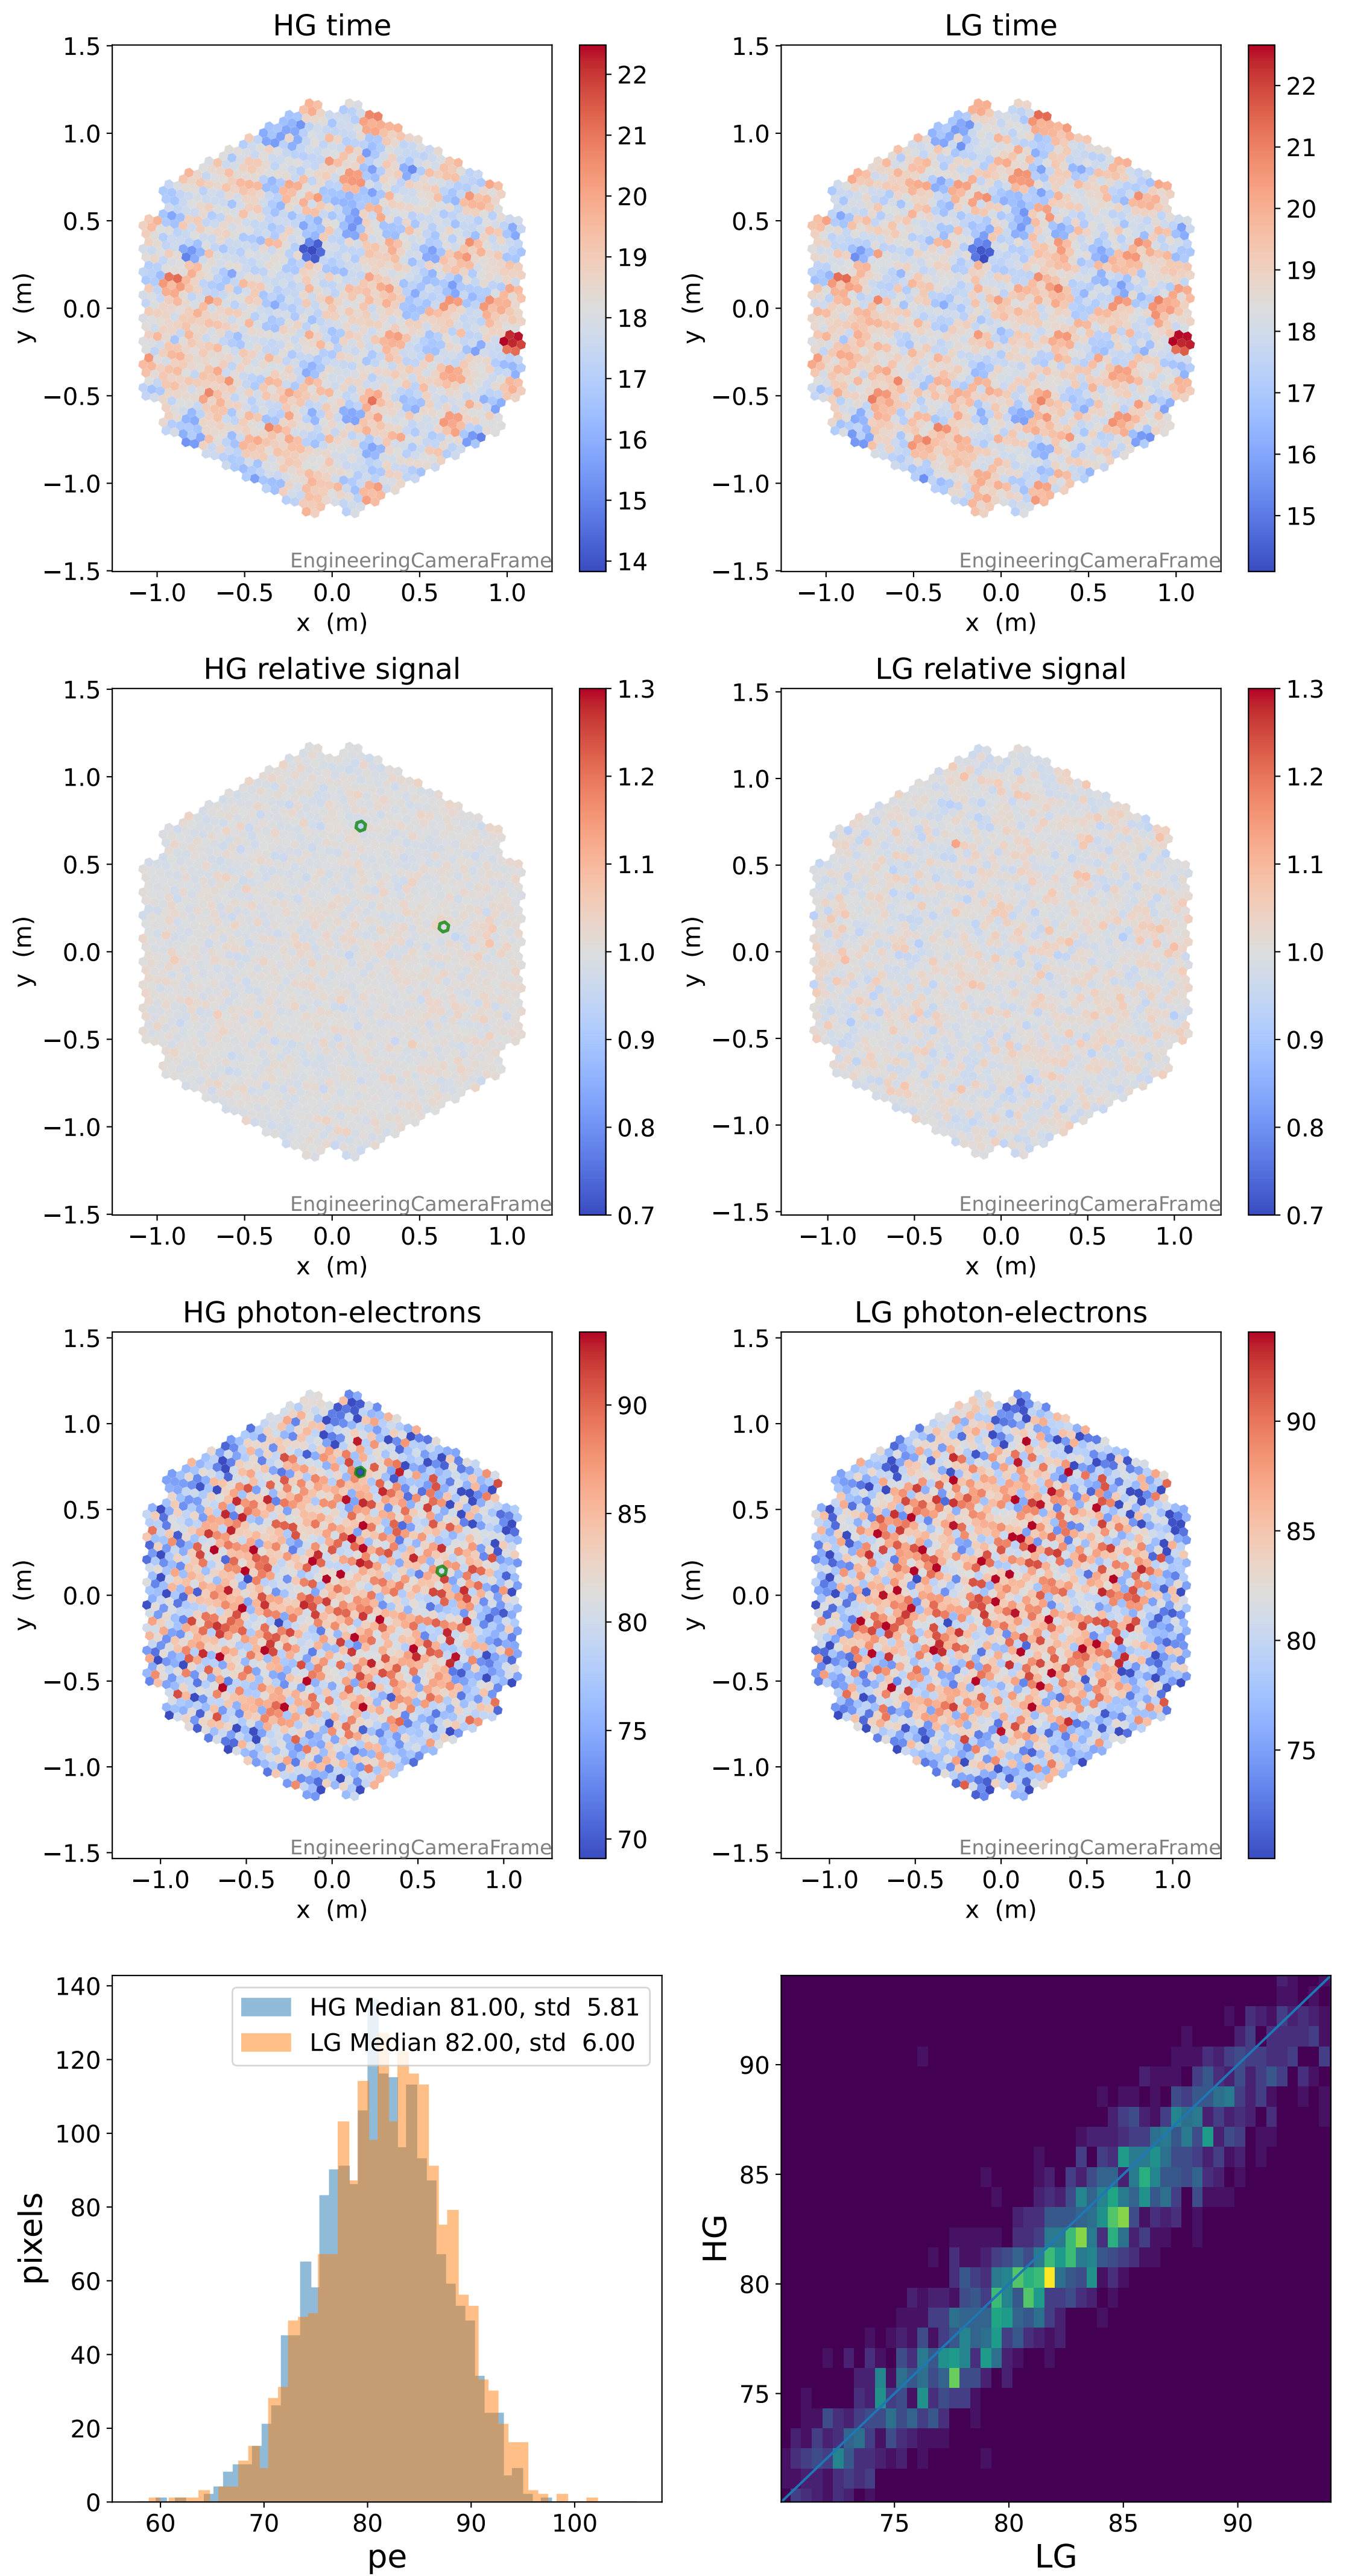 HG time
LG time
1.5
1.0
0.5
0.0
−0.5
−1.0
−1.5
y (m)
−1.0 −0.5 0.0 0.5 1.0
x (m)
EngineeringCameraFrame
22
21
20
19
18
17
16
15
14
1.5
1.0
0.5
0.0
−0.5
−1.0
−1.5
y (m)
−1.0 −0.5 0.0 0.5 1.0
x (m)
EngineeringCameraFrame
22
21
20
19
18
17
16
15
HG relative signal
LG relative signal
1.5
1.0
0.5
0.0
−0.5
−1.0
−1.5
y (m)
−1.0 −0.5 0.0 0.5 1.0
x (m)
EngineeringCameraFrame
1.3
1.2
1.1
1.0
0.9
0.8
0.7
1.5
1.0
0.5
0.0
−0.5
−1.0
−1.5
y (m)
−1.0 −0.5 0.0 0.5 1.0
x (m)
EngineeringCameraFrame
1.3
1.2
1.1
1.0
0.9
0.8
0.7
HG photon-electrons
LG photon-electrons
1.5
1.0
0.5
0.0
−0.5
−1.0
−1.5
y (m)
−1.0 −0.5 0.0 0.5 1.0
x (m)
EngineeringCameraFrame
90
85
80
75
70
1.5
1.0
0.5
0.0
−0.5
−1.0
−1.5
y (m)
−1.0 −0.5 0.0 0.5 1.0
x (m)
EngineeringCameraFrame
90
85
80
75
140
120
100
80
60
40
20
0
pixels
HG Median 81.00, std 5.81
LG Median 82.00, std 6.00
60 70 80 90 100
pe
90
85
80
75
HG
75 80 85 90
LG